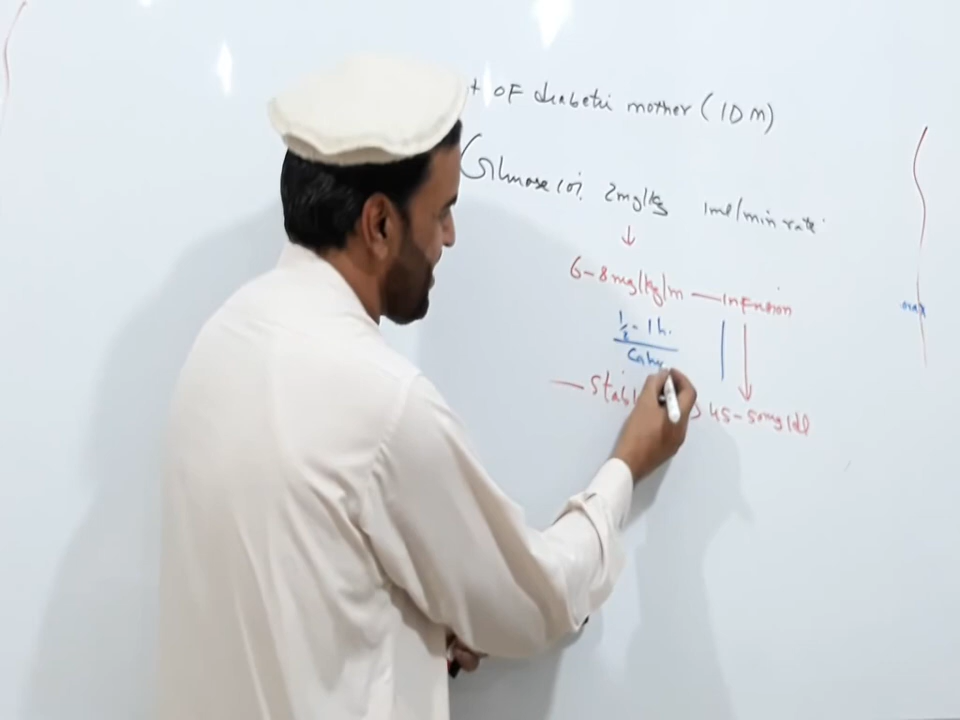 t OF diabetic mother (IDM)
Glucose 10% 2mg/kg 1ml/min rate
↓
6-8mg/kg/m — Infusion
1/2 - 1h.
max
— Stabl 45-50mg/dl